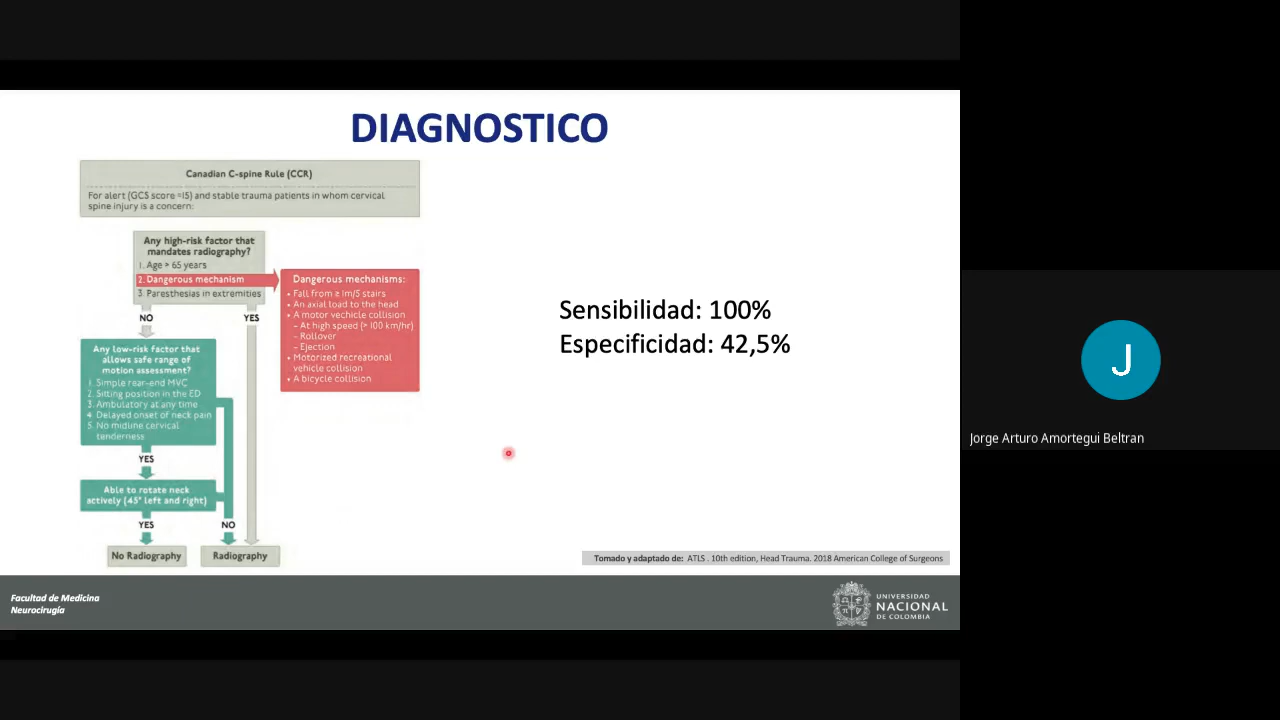 DIAGNOSTICO
Canadian C-spine Rule (CCR)
For alert (GCS score =15) and stable trauma patients in whom cervical
spine injury is a concern:
Any high-risk factor that
mandates radiography?
1. Age > 65 years
2. Dangerous mechanism
3. Paresthesias in extremities
NO
YES
Dangerous mechanisms:
• Fall from ≥ 1m/5 stairs
• An axial load to the head
• A motor vechicle collision
– At high speed (> 100 km/hr)
– Rollover
– Ejection
• Motorized recreational
vehicle collision
• A bicycle collision
Any low-risk factor that
allows safe range of
motion assessment?
1. Simple rear-end MVC
2. Sitting position in the ED
3. Ambulatory at any time
4. Delayed onset of neck pain
5. No midline cervical
tenderness
YES
Able to rotate neck
actively (45° left and right)
YES
NO
No Radiography
Radiography
Sensibilidad: 100%
Especificidad: 42,5%
Tomado y adaptado de: ATLS . 10th edition, Head Trauma. 2018 American College of Surgeons
Facultad de Medicina
Neurocirugía
UNIVERSIDAD
NACIONAL
DE COLOMBIA
J
Jorge Arturo Amortegui Beltran